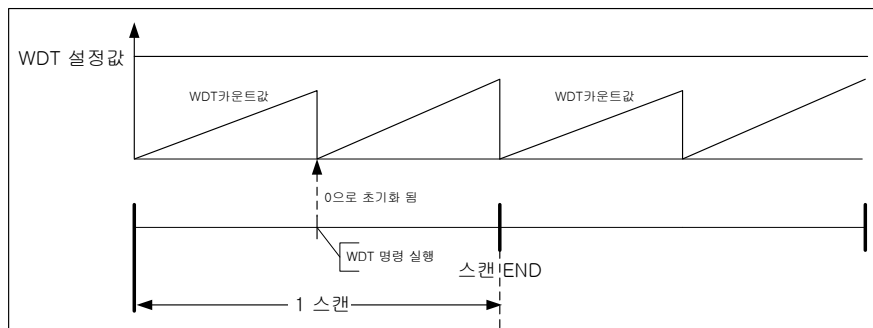 WDT 설정값
WDT카운트값
WDT카운트값
0으로 초기화 됨
WDT 명령 실행
스캔 END
1 스캔